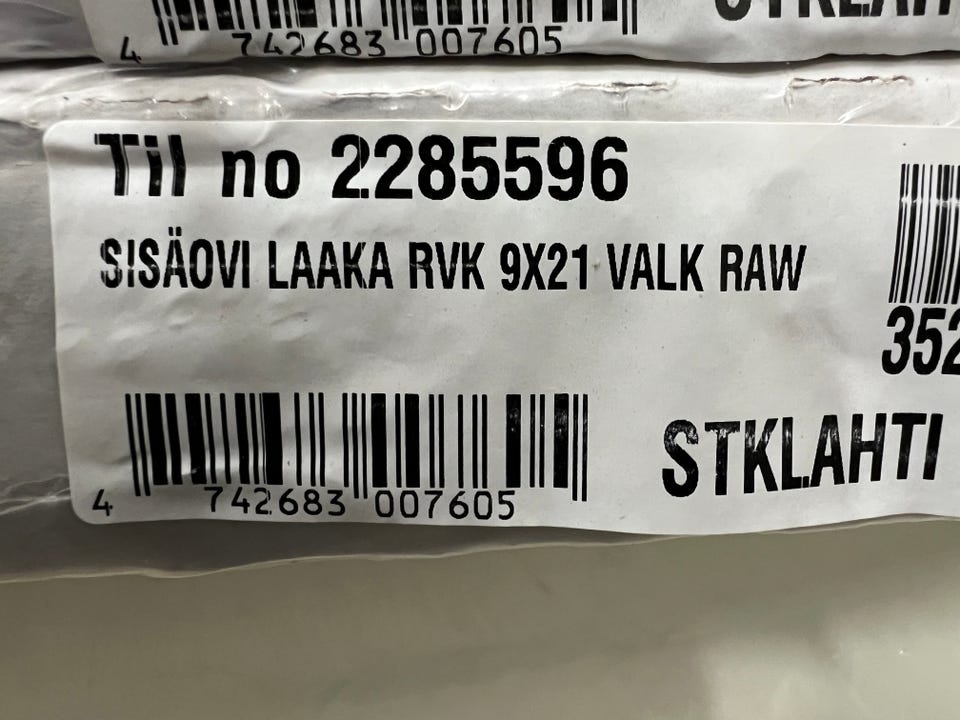 4 742683 007605
Til no 2285596
SISÄOVI LAAKA RVK 9X21 VALK RAW
352
4 742683 007605
STKLAHTI